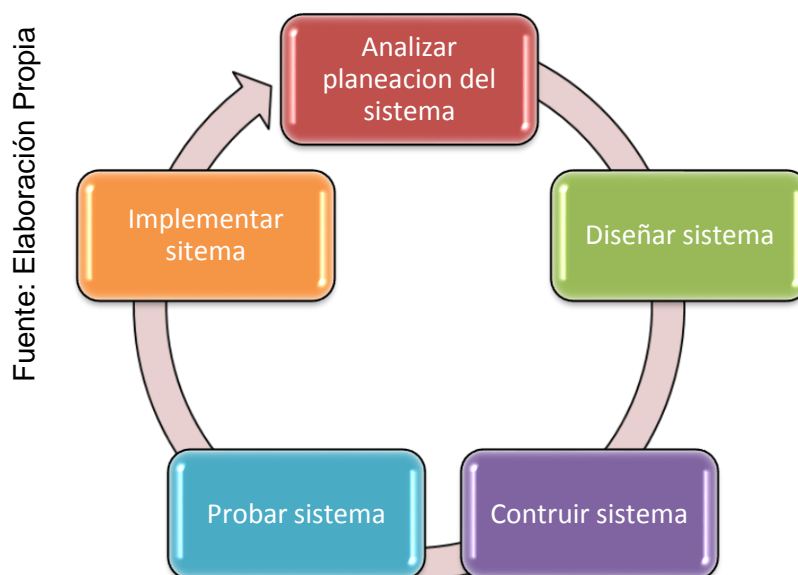 Fuente: Elaboración Propia
Analizar
planeacion del
sistema
Diseñar sistema
Contruir sistema
Probar sistema
Implementar
sitema